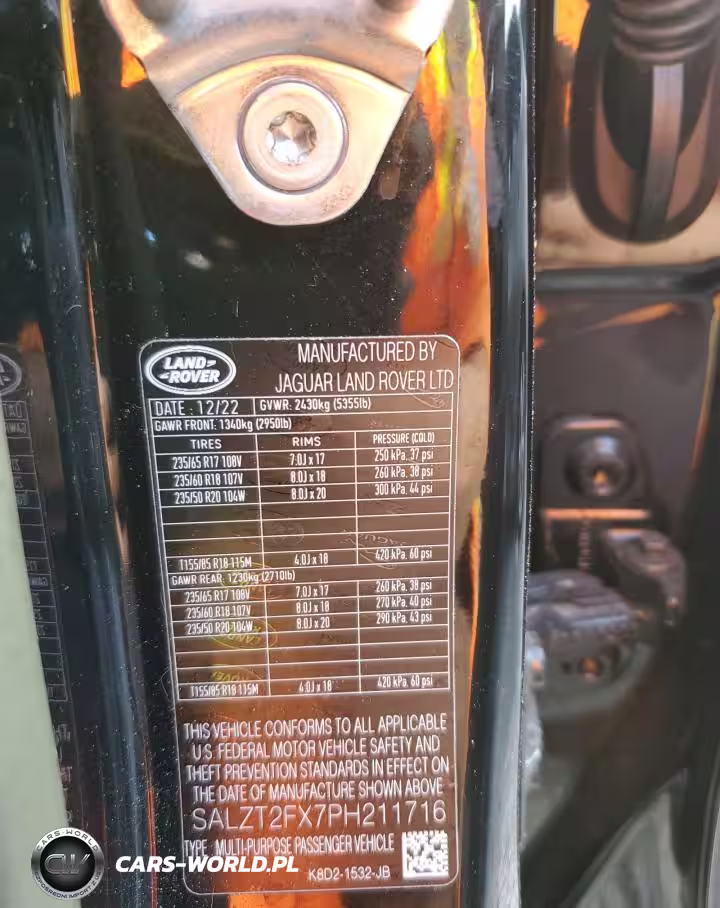 LAND-
-ROVER
MANUFACTURED BY
JAGUAR LAND ROVER LTD
DATE: 12/22 GVWR: 2430kg (5355lb)
GAWR FRONT: 1340kg (2950lb)
TIRES RIMS PRESSURE (COLD)
235/65 R17 108V 7.0J x 17 250 kPa, 37 psi
235/60 R18 107V 8.0J x 18 260 kPa, 38 psi
235/50 R20 104W 8.0J x 20 300 kPa, 44 psi
T155/85 R18 115M 4.0J x 18 420 kPa, 60 psi
GAWR REAR: 1230kg (2710lb)
235/65 R17 108V 7.0J x 17 260 kPa, 38 psi
235/60 R18 107V 8.0J x 18 270 kPa, 40 psi
235/50 R20 104W 8.0J x 20 290 kPa, 43 psi
T155/85 R18 115M 4.0J x 18 420 kPa, 60 psi
THIS VEHICLE CONFORMS TO ALL APPLICABLE
U.S. FEDERAL MOTOR VEHICLE SAFETY AND
THEFT PREVENTION STANDARDS IN EFFECT ON
THE DATE OF MANUFACTURE SHOWN ABOVE
SALZT2FX7PH211716
TYPE: MULTI-PURPOSE PASSENGER VEHICLE
K8D2-1532-JB
CARS-WORLD
CW
CARS-WORLD.PL